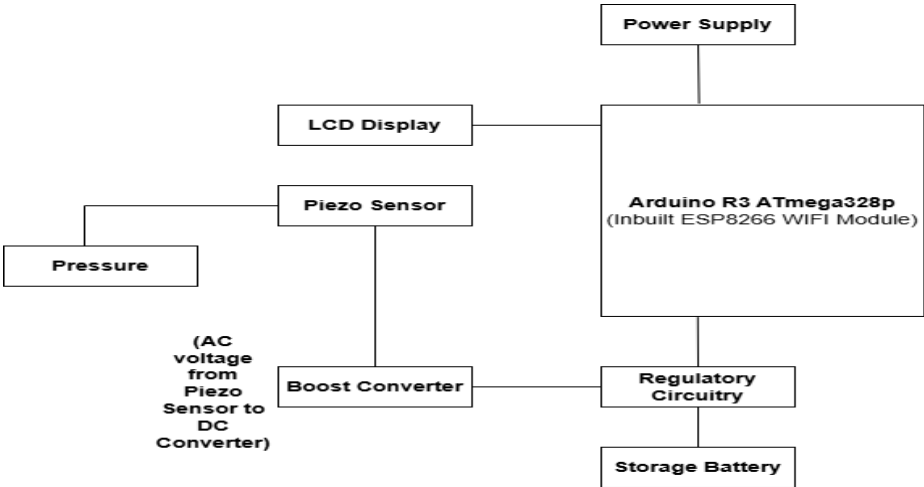 Power Supply
LCD Display
Arduino R3 ATmega328p
(Inbuilt ESP8266 WIFI Module)
Piezo Sensor
Pressure
(AC
voltage
from
Piezo
Sensor to
DC
Converter)
Boost Converter
Regulatory
Circuitry
Storage Battery